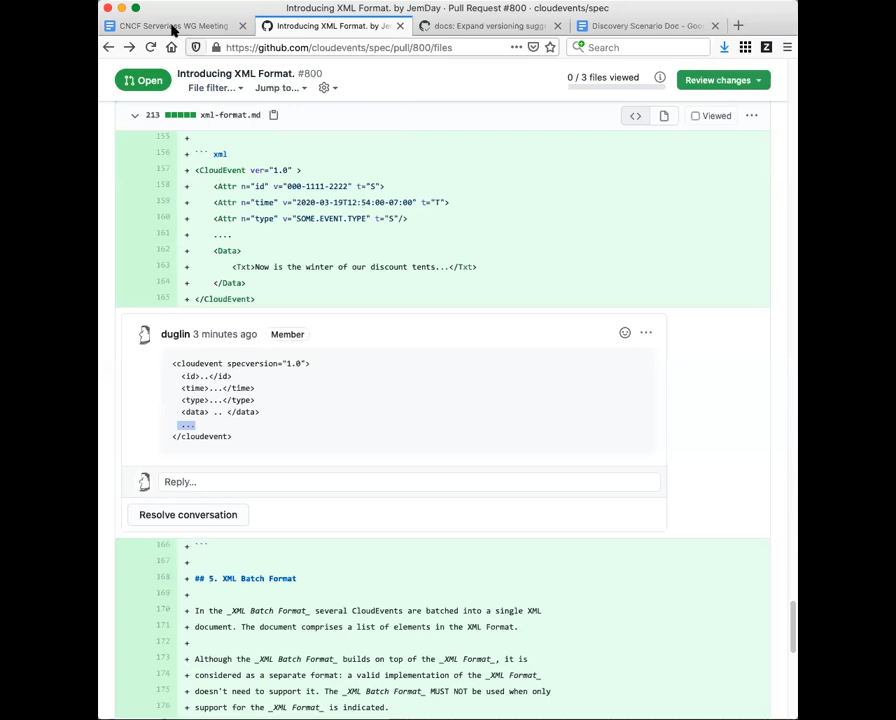 Introducing XML Format. by JemDay · Pull Request #800 · cloudevents/spec
CNCF Serverless WG Meeting
Introducing XML Format. by Je
docs: Expand versioning sugg
Discovery Scenario Doc - Goo
https://github.com/cloudevents/spec/pull/800/files
Search
Open
Introducing XML Format. #800
File filter...
Jump to...
0 / 3 files viewed
Review changes
213
xml-format.md
Viewed
155 +
156 + ``` xml
157 + <CloudEvent ver="1.0" >
158 + <Attr n="id" v="000-1111-2222" t="S">
159 + <Attr n="time" v="2020-03-19T12:54:00-07:00" t="T">
160 + <Attr n="type" v="SOME.EVENT.TYPE" t="S"/>
161 + ....
162 + <Data>
163 + <Txt>Now is the winter of our discount tents...</Txt>
164 + </Data>
165 + </CloudEvent>
duglin 3 minutes ago Member
<cloudevent specversion="1.0">
<id>..</id>
<time>...</time>
<type>...</type>
<data> .. </data>
...
</cloudevent>
Reply...
Resolve conversation
166 + ```
167 +
168 + ## 5. XML Batch Format
169 +
170 + In the _XML Batch Format_ several CloudEvents are batched into a single XML
171 + document. The document comprises a list of elements in the XML Format.
172 +
173 + Although the _XML Batch Format_ builds on top of the _XML Format_, it is
174 + considered as a separate format: a valid implementation of the _XML Format_
175 + doesn't need to support it. The _XML Batch Format_ MUST NOT be used when only
176 + support for the _XML Format_ is indicated.